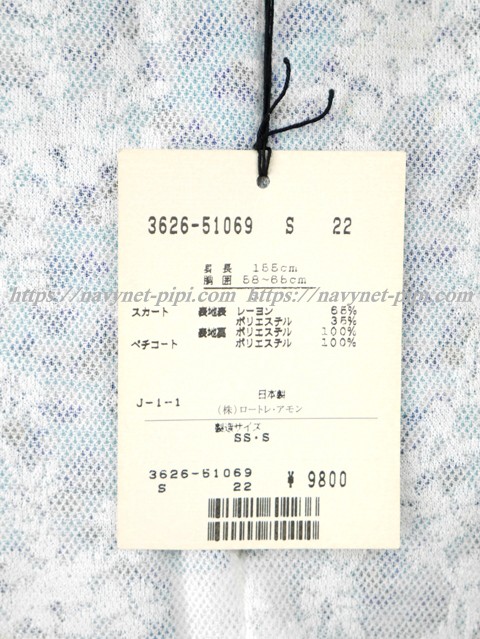 3626-51069 S 22
身長 155cm
胴囲 58~65cm
https://navynet-pipi.com/ https://navynet-pipi.com/
スカート 表地表 レーヨン 65%
ポリエステル 35%
表地裏 ポリエステル 100%
ペチコート ポリエステル 100%
日本製
J-1-1
(株)ロートレ・アモン
製造サイズ
SS・S
3626-51069
S 22
¥ 9800